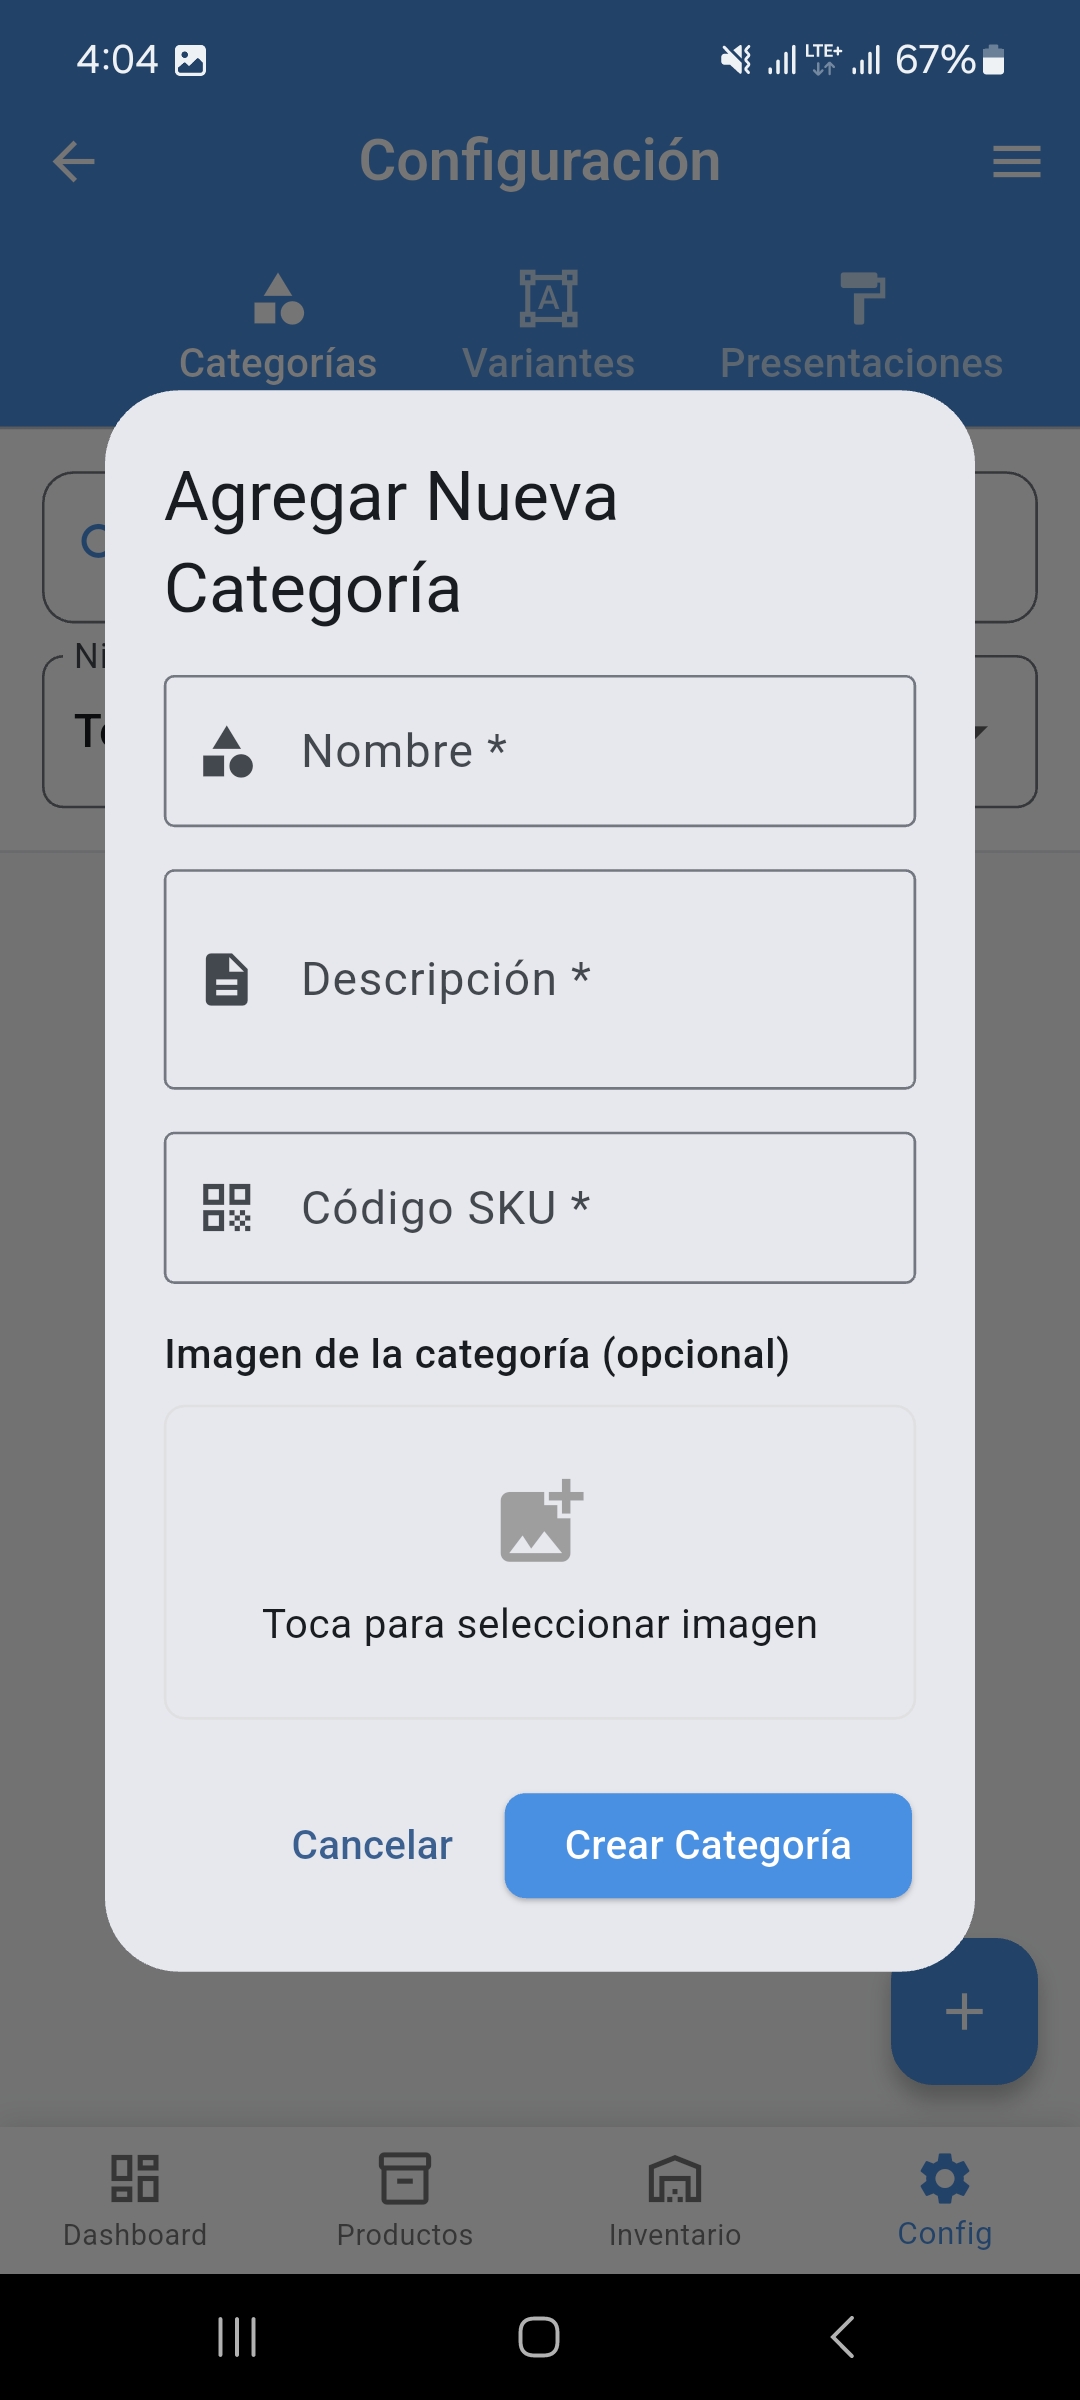 4:04
LTE+
67%
Configuración
Categorías
Variantes
Presentaciones
Agregar Nueva
Categoría
Nombre *
Descripción *
Código SKU *
Imagen de la categoría (opcional)
Toca para seleccionar imagen
Cancelar
Crear Categoría
Dashboard
Productos
Inventario
Config